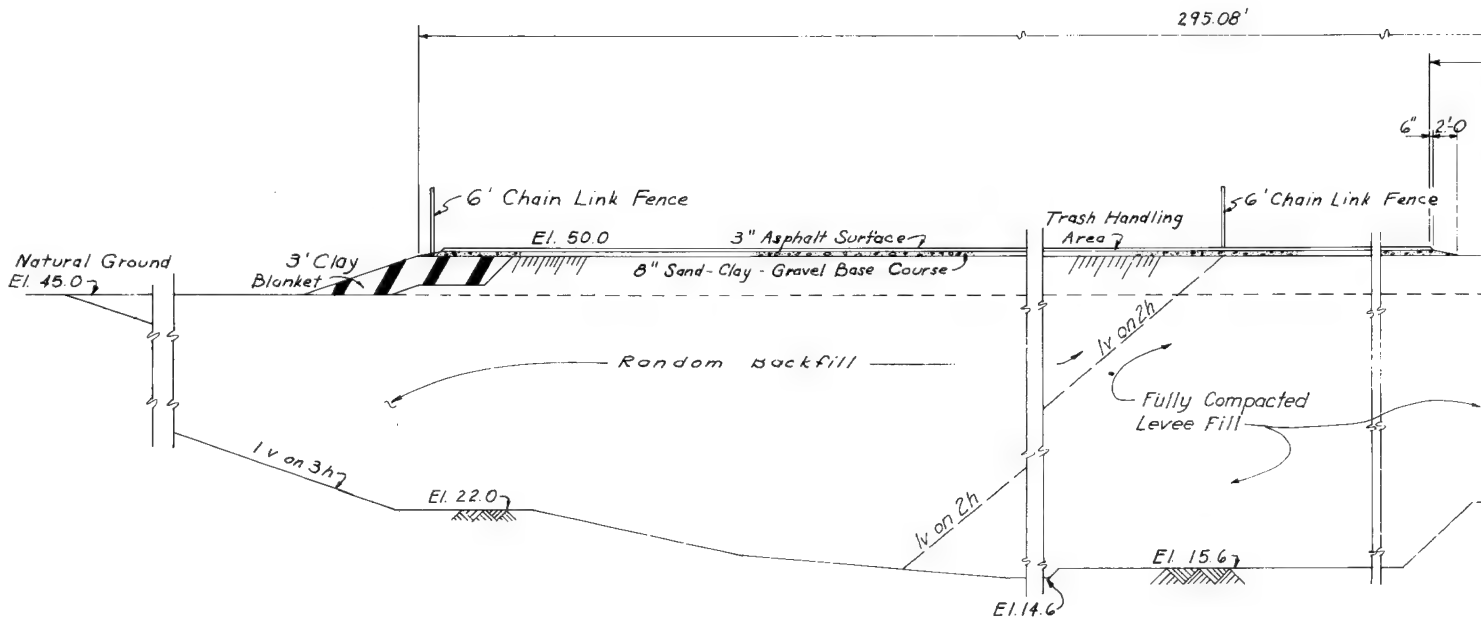 295.08'
6" 2'-0
6' Chain Link Fence
6' Chain Link Fence
Trash Handling
Area
El. 50.0
3" Asphalt Surface
8" Sand-Clay-Gravel Base Course
Natural Ground
El. 45.0
3' Clay
Blanket
1v on 2h
Random Backfill
Fully Compacted
Levee Fill
1v on 3h
El. 22.0
1v on 2h
El. 15.6
El. 14.6